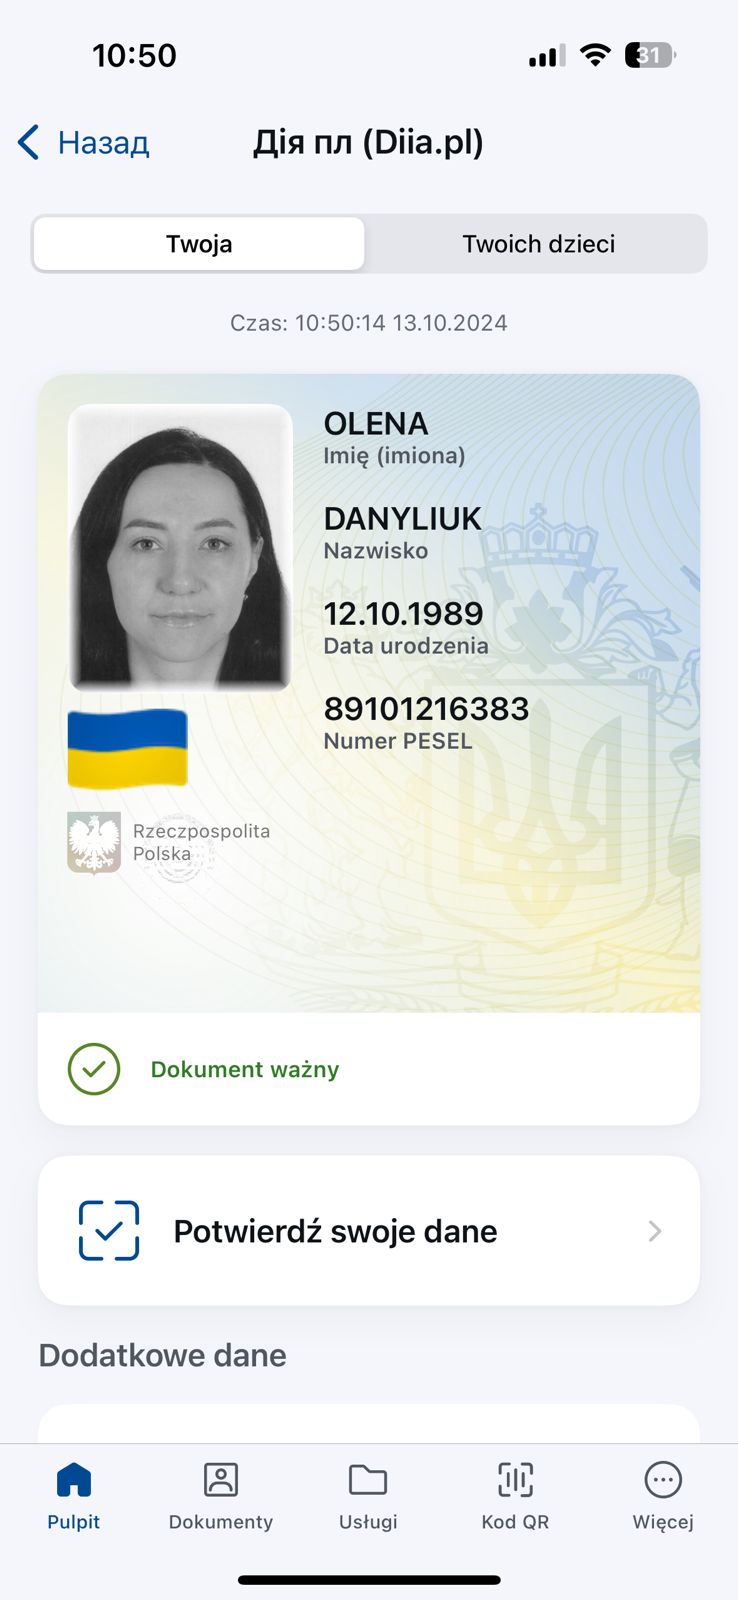 10:50
31
Назад
Дія пл (Diia.pl)
Twoja
Twoich dzieci
Czas: 10:50:14 13.10.2024
OLENA
Imię (imiona)
DANYLIUK
Nazwisko
12.10.1989
Data urodzenia
89101216383
Numer PESEL
Rzeczpospolita
Polska
Dokument ważny
Potwierdź swoje dane
Dodatkowe dane
Pulpit
Dokumenty
Usługi
Kod QR
Więcej